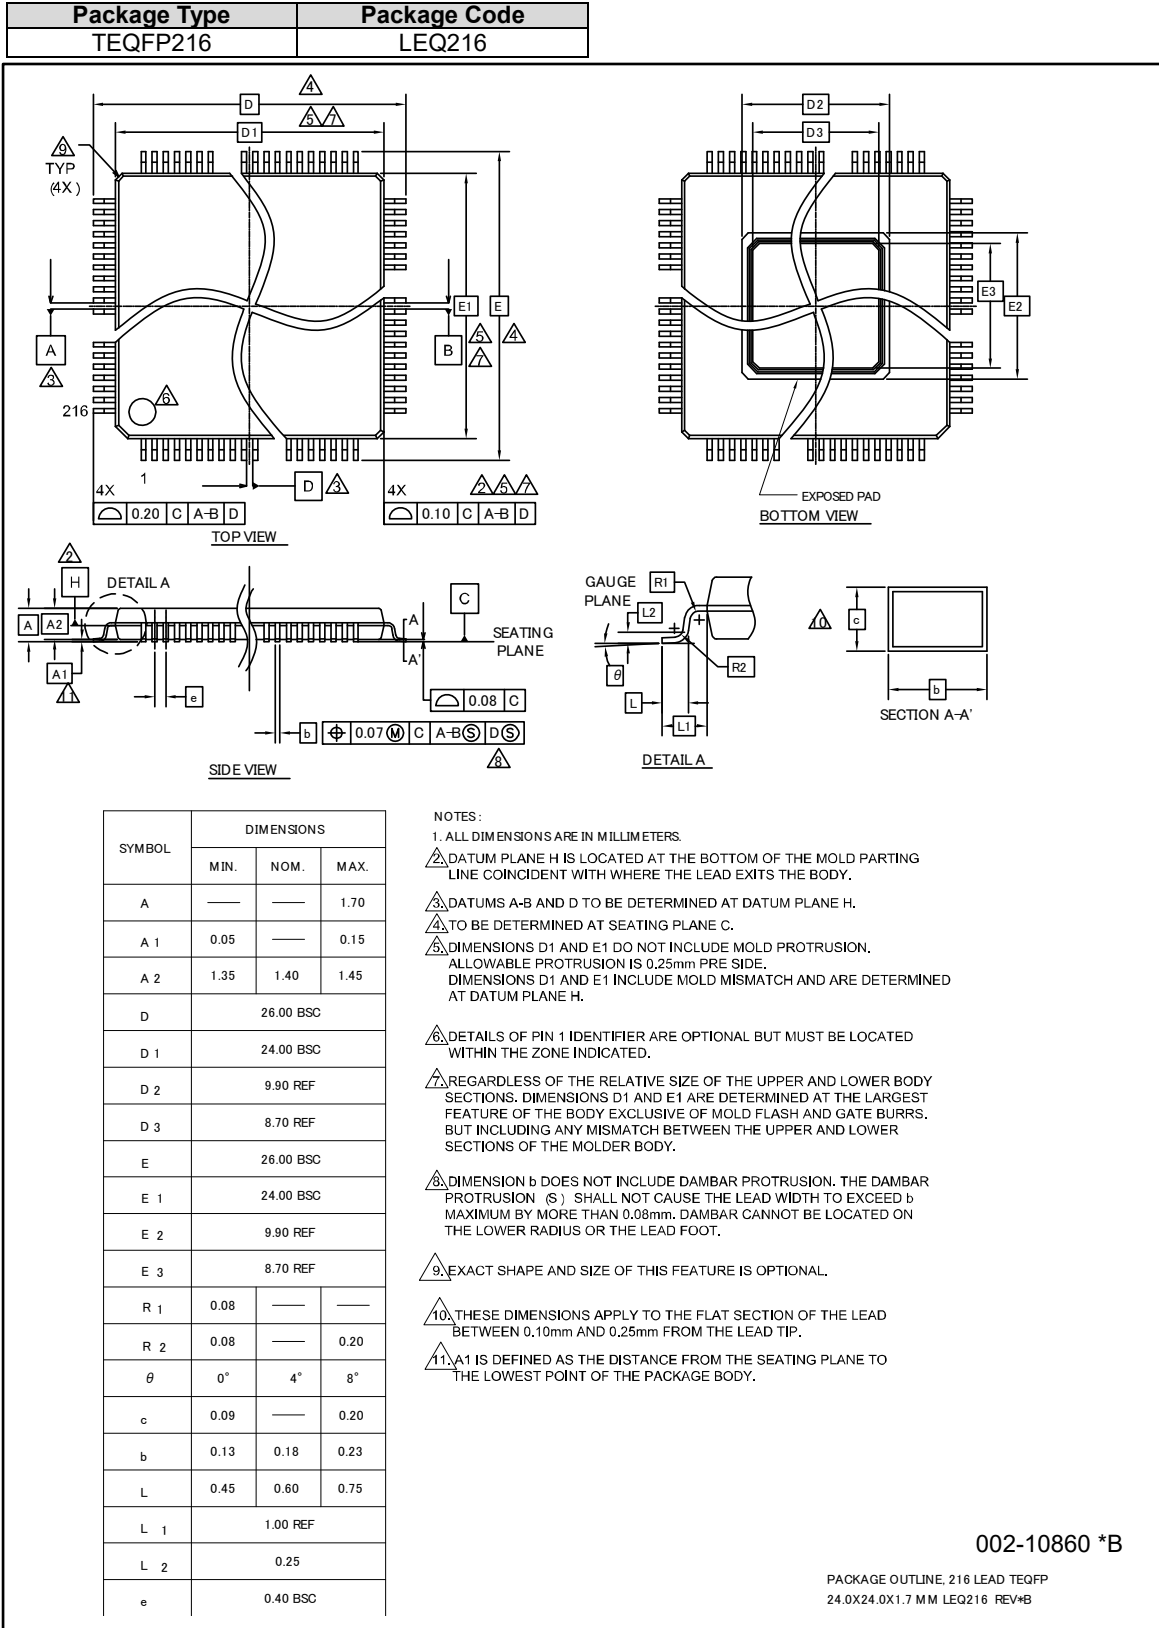 Package Type Package Code
TEQFP216 LEQ216
4
D
5 7
D1
9
TYP
(4X)
E1 E
A
3
B
5 4
7
6
216
1
D 3
4X
4X
2 5 7
0.20 C A-B D
0.10 C A-B D
TOP VIEW
D2
D3
E3
E2
EXPOSED PAD
BOTTOM VIEW
2
H DETAIL A
A A2
A1
11
e
A
A'
C
SEATING
PLANE
0.08 C
b 0.07 M C A-B S D S
8
SIDE VIEW
GAUGE
PLANE
R1
L2
R2
θ
L
L1
DETAIL A
10
c
b
SECTION A-A'
SYMBOL DIMENSIONS
MIN. NOM. MAX.
A — — 1.70
A 1 0.05 — 0.15
A 2 1.35 1.40 1.45
D 26.00 BSC
D 1 24.00 BSC
D 2 9.90 REF
D 3 8.70 REF
E 26.00 BSC
E 1 24.00 BSC
E 2 9.90 REF
E 3 8.70 REF
R 1 0.08 — —
R 2 0.08 — 0.20
θ 0° 4° 8°
c 0.09 — 0.20
b 0.13 0.18 0.23
L 0.45 0.60 0.75
L 1 1.00 REF
L 2 0.25
e 0.40 BSC
NOTES :
1. ALL DIMENSIONS ARE IN MILLIMETERS.
2. DATUM PLANE H IS LOCATED AT THE BOTTOM OF THE MOLD PARTING
LINE COINCIDENT WITH WHERE THE LEAD EXITS THE BODY.
3. DATUMS A-B AND D TO BE DETERMINED AT DATUM PLANE H.
4. TO BE DETERMINED AT SEATING PLANE C.
5. DIMENSIONS D1 AND E1 DO NOT INCLUDE MOLD PROTRUSION.
ALLOWABLE PROTRUSION IS 0.25mm PRE SIDE.
DIMENSIONS D1 AND E1 INCLUDE MOLD MISMATCH AND ARE DETERMINED
AT DATUM PLANE H.
6. DETAILS OF PIN 1 IDENTIFIER ARE OPTIONAL BUT MUST BE LOCATED
WITHIN THE ZONE INDICATED.
7. REGARDLESS OF THE RELATIVE SIZE OF THE UPPER AND LOWER BODY
SECTIONS. DIMENSIONS D1 AND E1 ARE DETERMINED AT THE LARGEST
FEATURE OF THE BODY EXCLUSIVE OF MOLD FLASH AND GATE BURRS.
BUT INCLUDING ANY MISMATCH BETWEEN THE UPPER AND LOWER
SECTIONS OF THE MOLDER BODY.
8. DIMENSION b DOES NOT INCLUDE DAMBAR PROTRUSION. THE DAMBAR
PROTRUSION (S) SHALL NOT CAUSE THE LEAD WIDTH TO EXCEED b
MAXIMUM BY MORE THAN 0.08mm. DAMBAR CANNOT BE LOCATED ON
THE LOWER RADIUS OR THE LEAD FOOT.
9. EXACT SHAPE AND SIZE OF THIS FEATURE IS OPTIONAL.
10. THESE DIMENSIONS APPLY TO THE FLAT SECTION OF THE LEAD
BETWEEN 0.10mm AND 0.25mm FROM THE LEAD TIP.
11. A1 IS DEFINED AS THE DISTANCE FROM THE SEATING PLANE TO
THE LOWEST POINT OF THE PACKAGE BODY.
002-10860 *B
PACKAGE OUTLINE, 216 LEAD TEQFP
24.0X24.0X1.7 MM LEQ216 REV*B